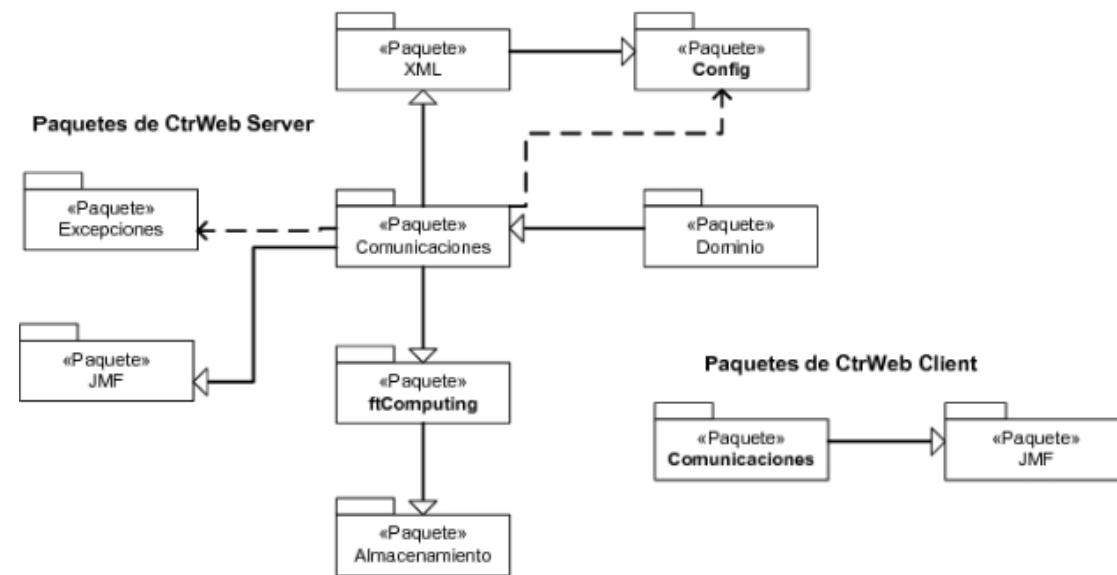 «Paquete»
XML
«Paquete»
Config
Paquetes de CtrWeb Server
«Paquete»
Excepciones
«Paquete»
Comunicaciones
«Paquete»
Dominio
«Paquete»
JMF
«Paquete»
ftComputing
«Paquete»
Almacenamiento
Paquetes de CtrWeb Client
«Paquete»
Comunicaciones
«Paquete»
JMF